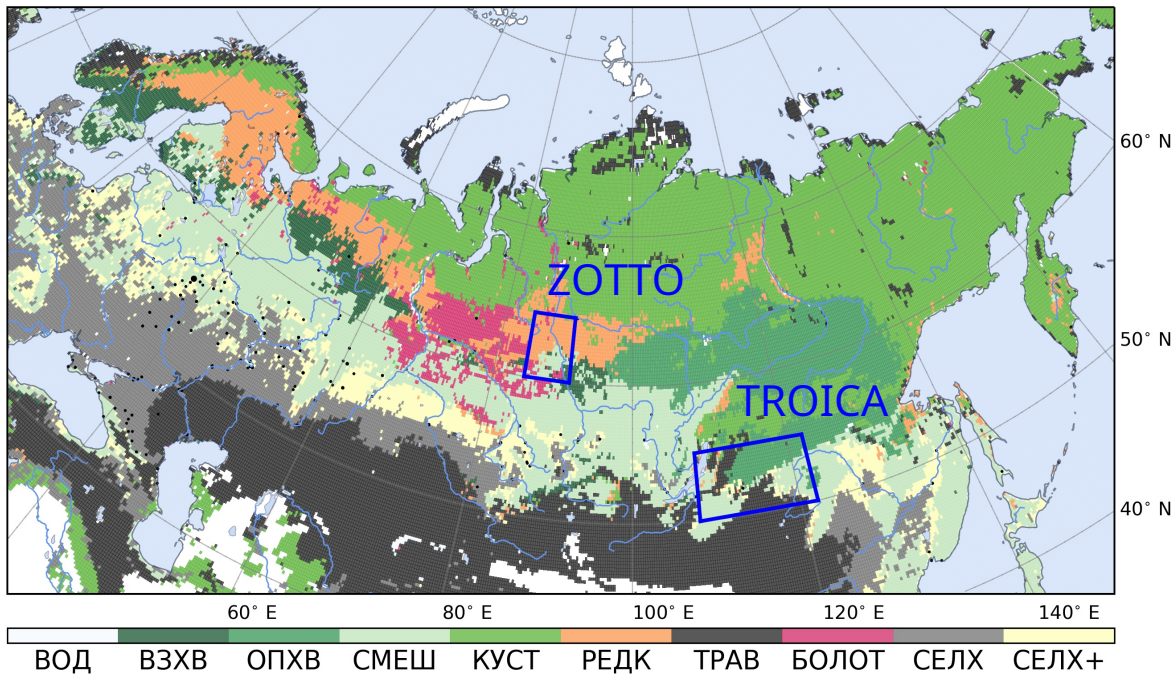 60° N
ZOTTO
50° N
TROICA
40° N
60° E 80° E 100° E 120° E 140° E
ВОД ВЗХВ ОПХВ СМЕШ КУСТ РЕДК ТРАВ БОЛОТ СЕЛХ СЕЛХ+